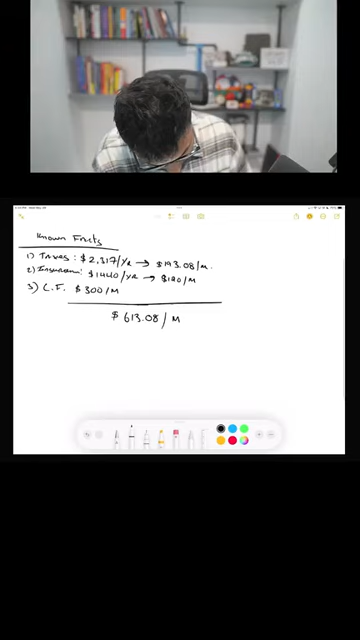 Known Facts
1) Taxes: $2,317/yr → $193.08/M.
2) Insurance: $1440/yr → $120/M
3) C.F. $300/M
$613.08/M